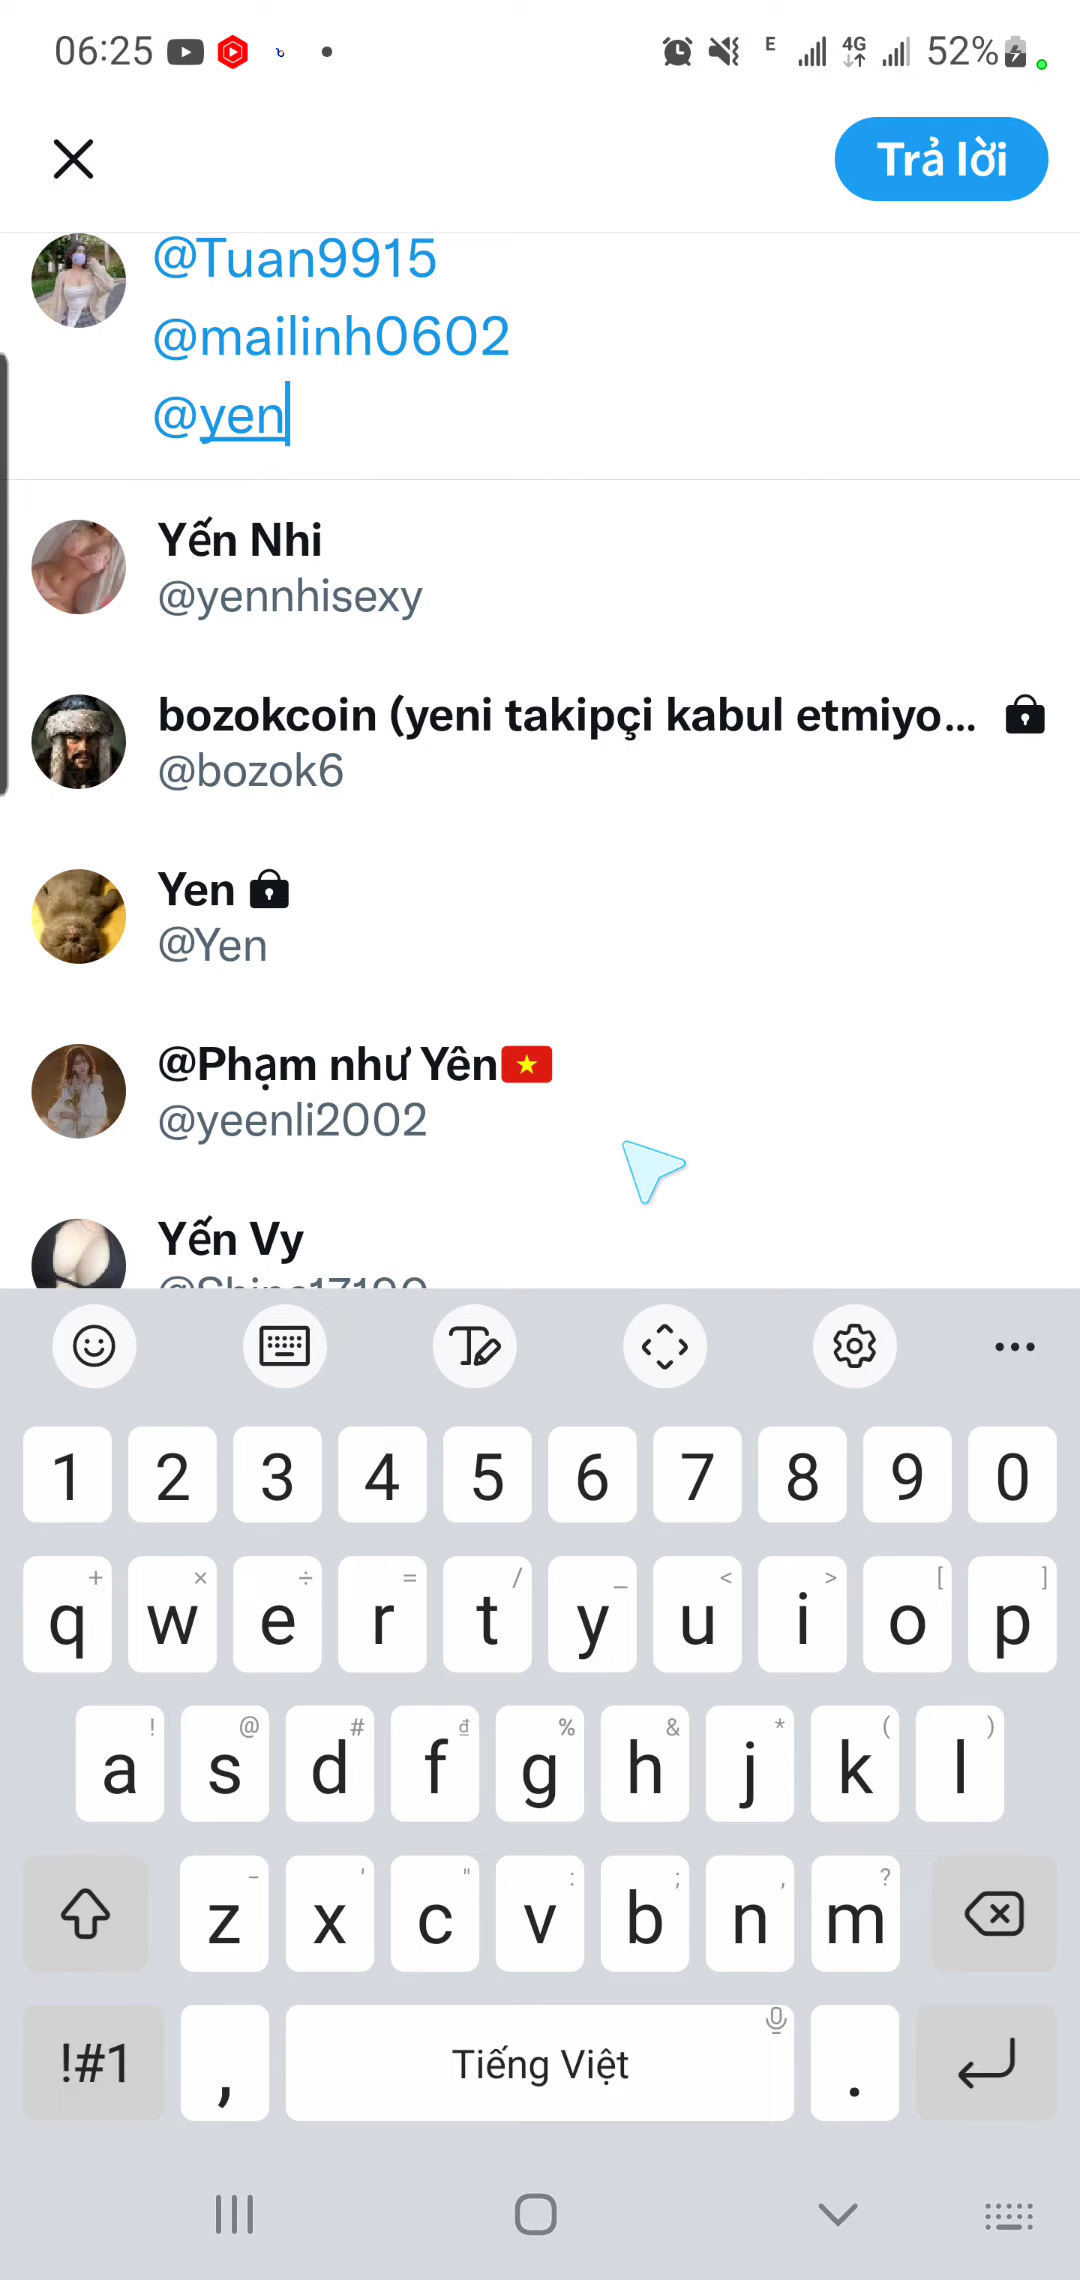 06:25
E
4G
52%
Trả lời
@Tuan9915
@mailinh0602
@yen
Yến Nhi
@yennhisexy
bozokcoin (yeni takipçi kabul etmiyo...
@bozok6
Yen
@Yen
@Phạm như Yên
@yeenli2002
Yến Vy
1 2 3 4 5 6 7 8 9 0
+ × ÷ = / _ < > [ ]
q w e r t y u i o p
! @ # đ % & * ( )
a s d f g h j k l
- ' " : ; , ?
z x c v b n m
!#1 , Tiếng Việt .